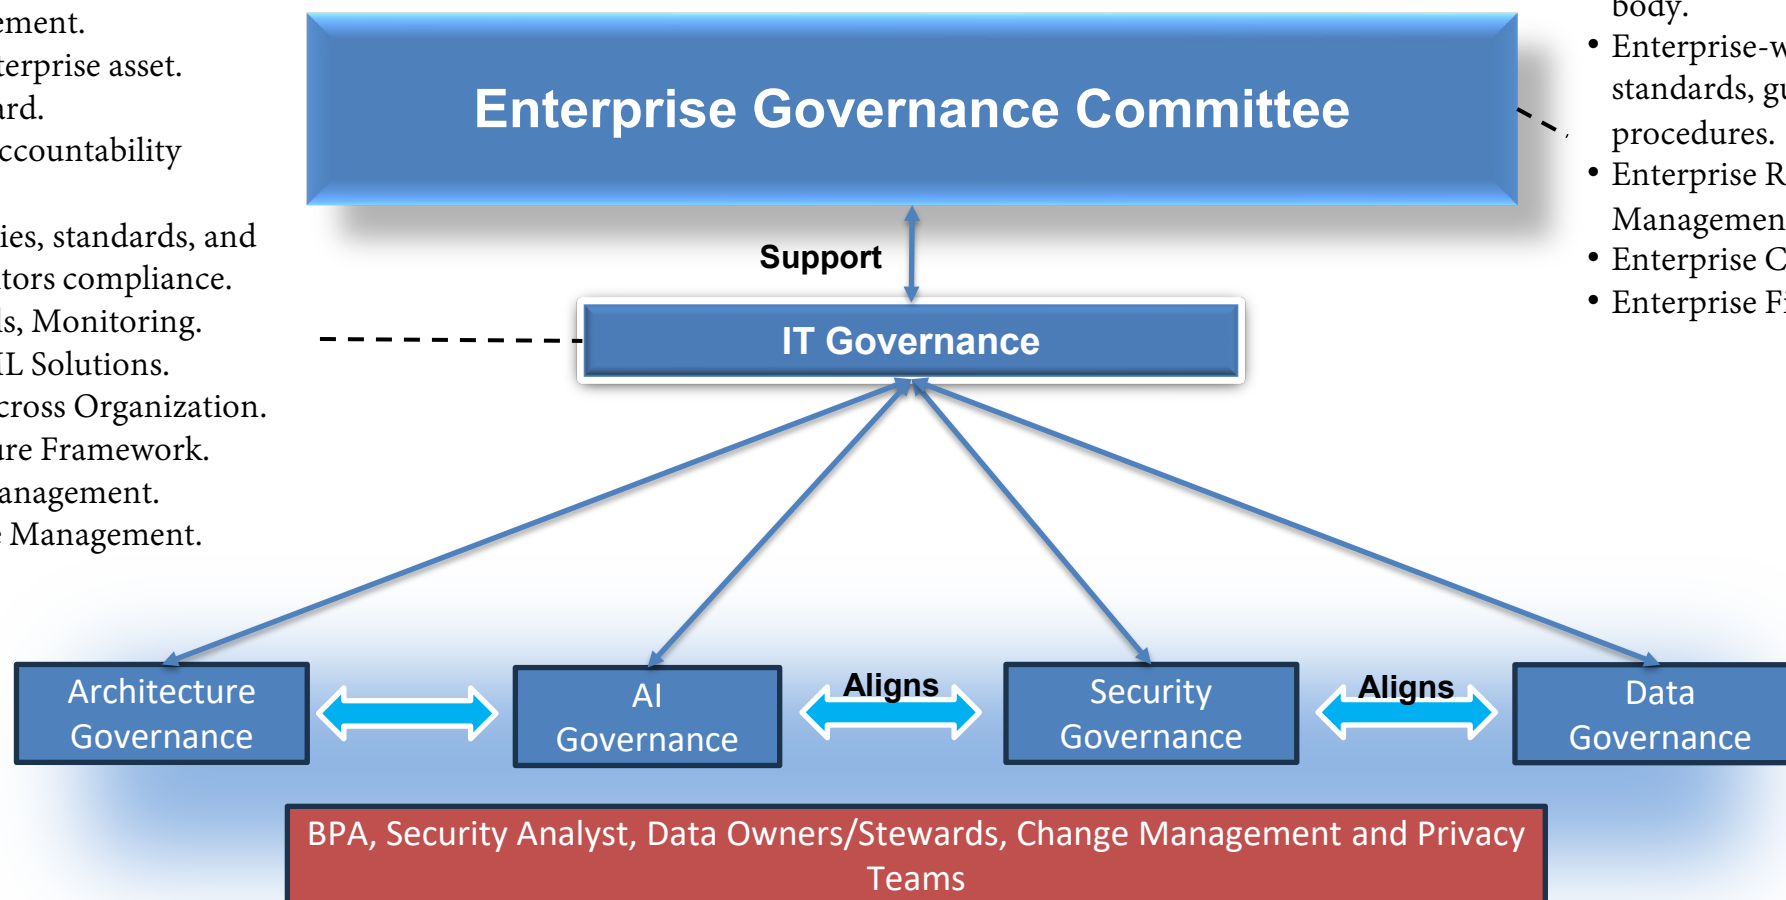 ement.
terprise asset.
ard.
ccountability
ies, standards, and
itors compliance.
ls, Monitoring.
IL Solutions.
cross Organization.
ure Framework.
anagement.
e Management.
Enterprise Governance Committee
body.
• Enterprise-w
standards, gu
procedures.
• Enterprise R
Managemen
• Enterprise C
• Enterprise Fi
Support
IT Governance
Architecture
Governance
AI
Governance
Aligns
Security
Governance
Aligns
Data
Governance
BPA, Security Analyst, Data Owners/Stewards, Change Management and Privacy
Teams